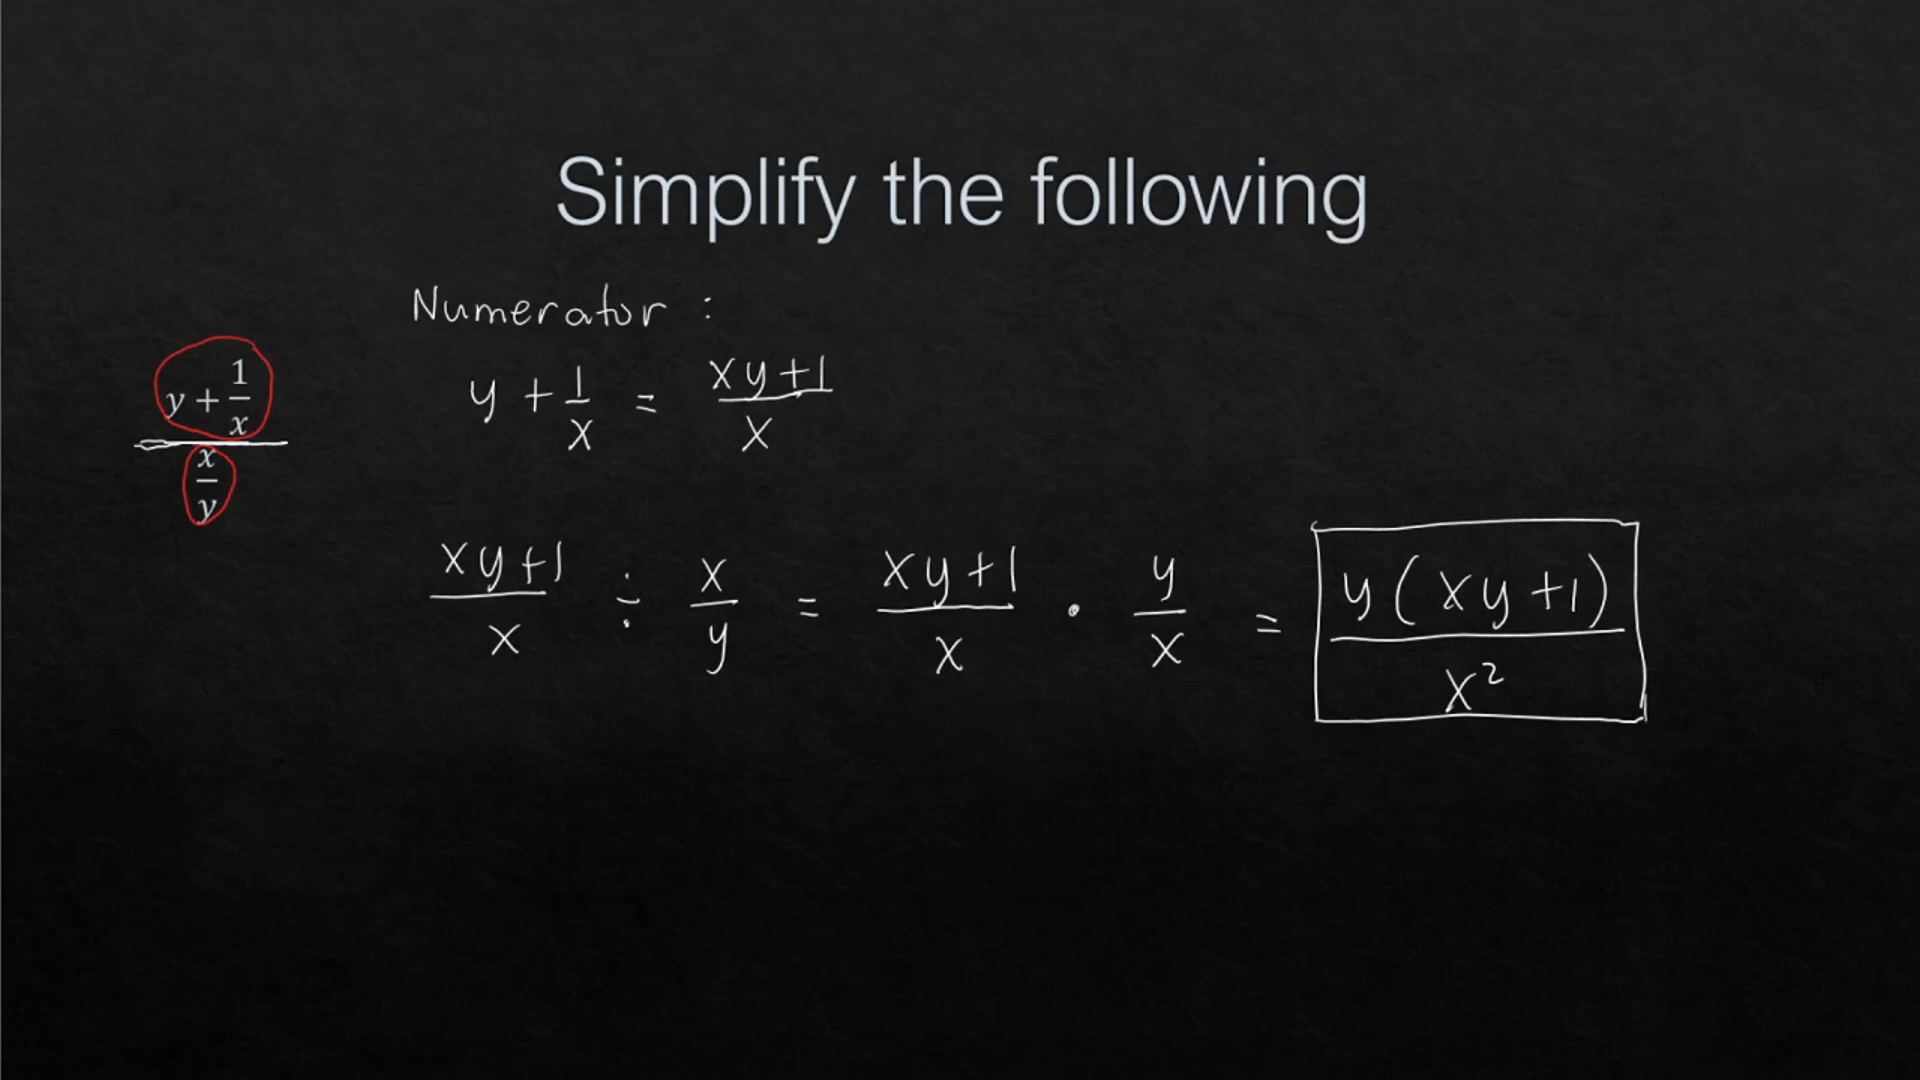 Simplify the following
Numerator :
(y + 1/x) / (x/y)
y + 1/x = (xy+1)/x
(xy+1)/x ÷ x/y = (xy+1)/x · y/x = y(xy+1)/x²